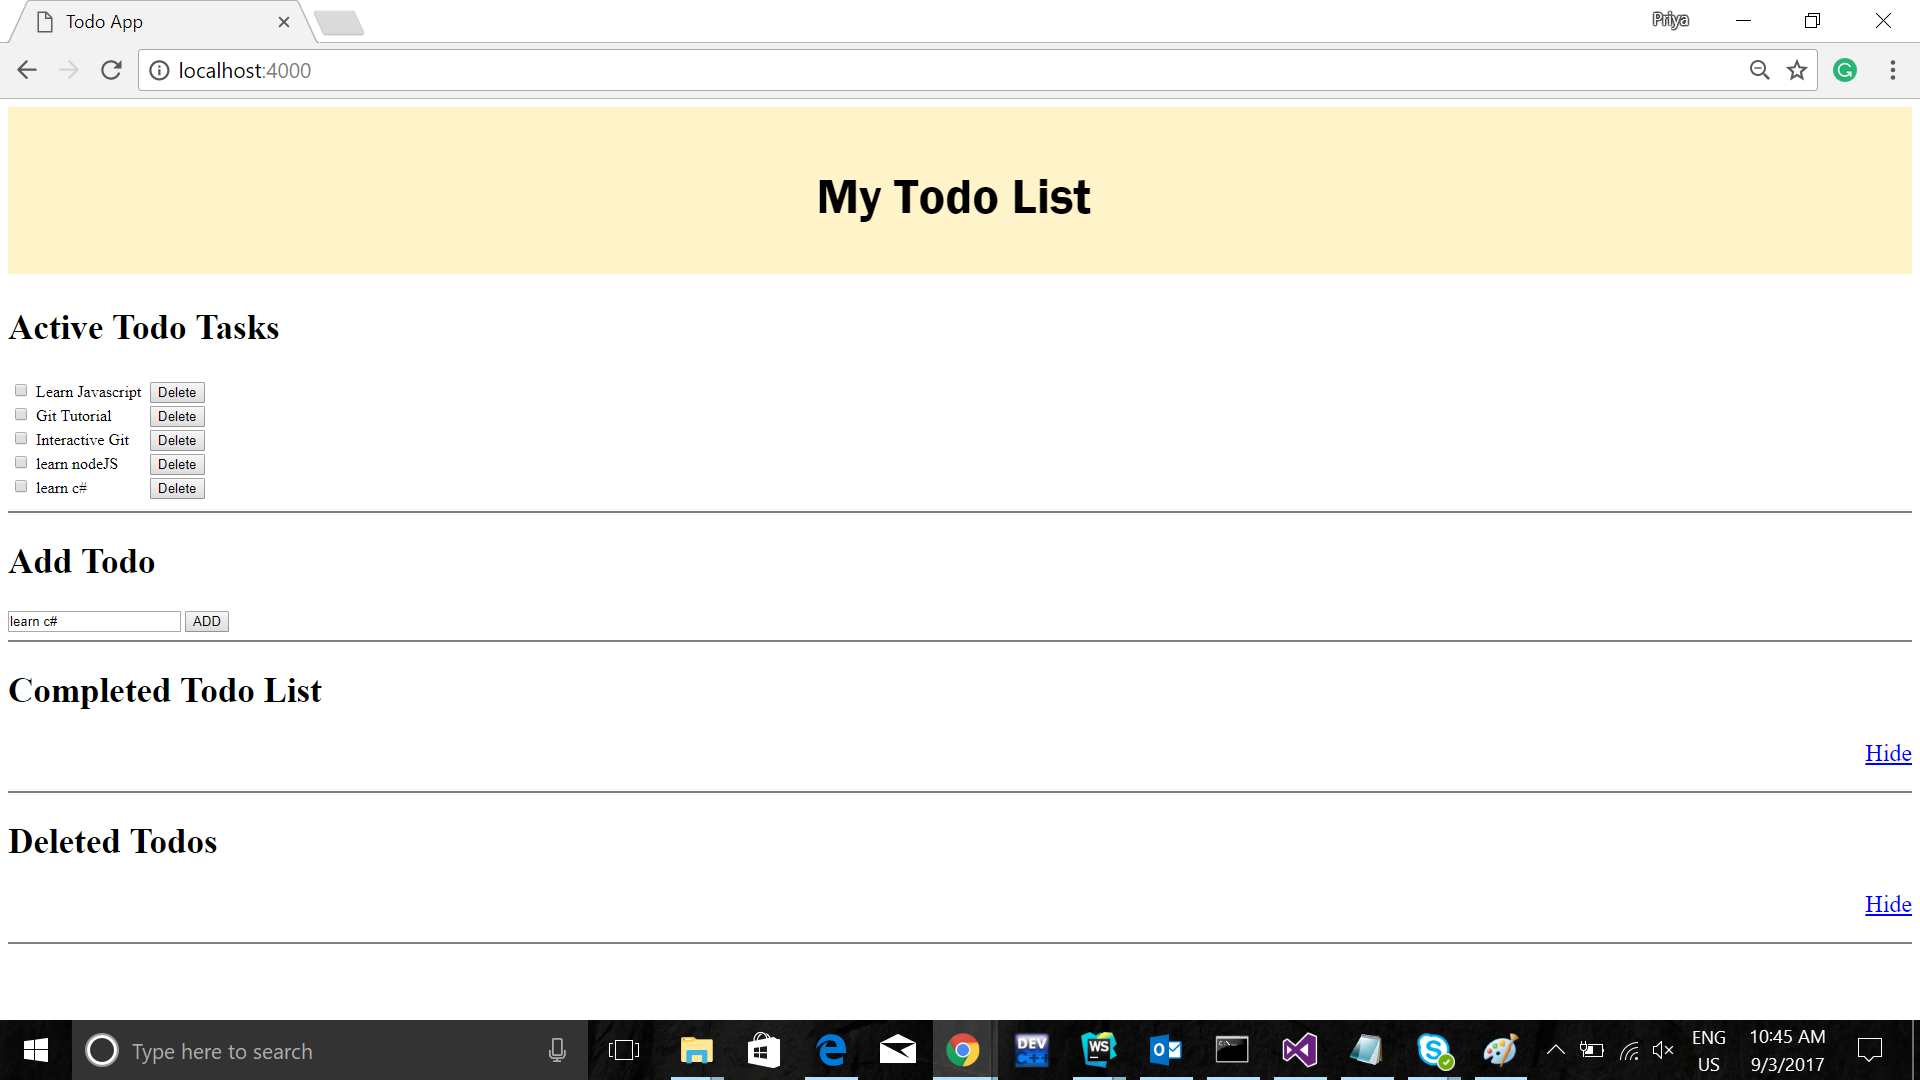 Todo App
Priya
localhost:4000
My Todo List
Active Todo Tasks
Learn Javascript Delete
Git Tutorial Delete
Interactive Git Delete
learn nodeJS Delete
learn c# Delete
Add Todo
learn c# ADD
Completed Todo List
Hide
Deleted Todos
Hide
Type here to search
DEV
C++
WS
ENG
US
10:45 AM
9/3/2017